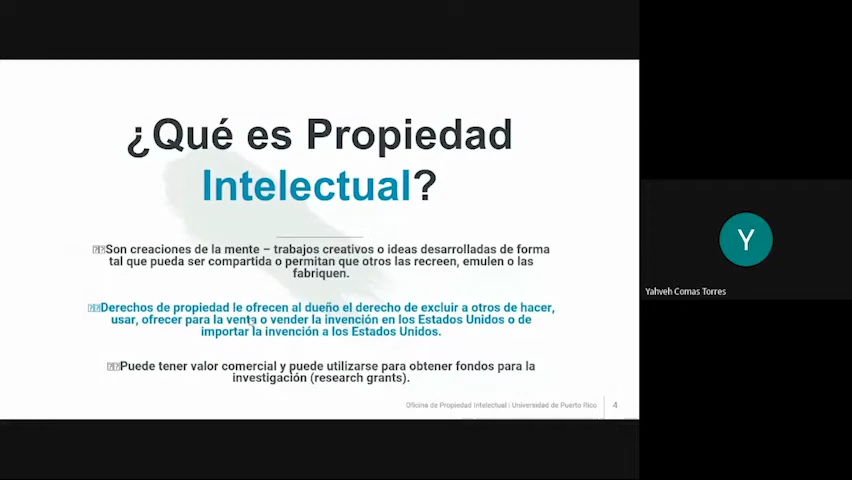 ¿Qué es Propiedad
Intelectual?
Son creaciones de la mente – trabajos creativos o ideas desarrolladas de forma
tal que pueda ser compartida o permitan que otros las recreen, emulen o las
fabriquen.
Derechos de propiedad le ofrecen al dueño el derecho de excluir a otros de hacer,
usar, ofrecer para la venta o vender la invención en los Estados Unidos o de
importar la invención a los Estados Unidos.
Puede tener valor comercial y puede utilizarse para obtener fondos para la
investigación (research grants).
Oficina de Propiedad Intelectual | Universidad de Puerto Rico
4
Y
Yahveh Comas Torres